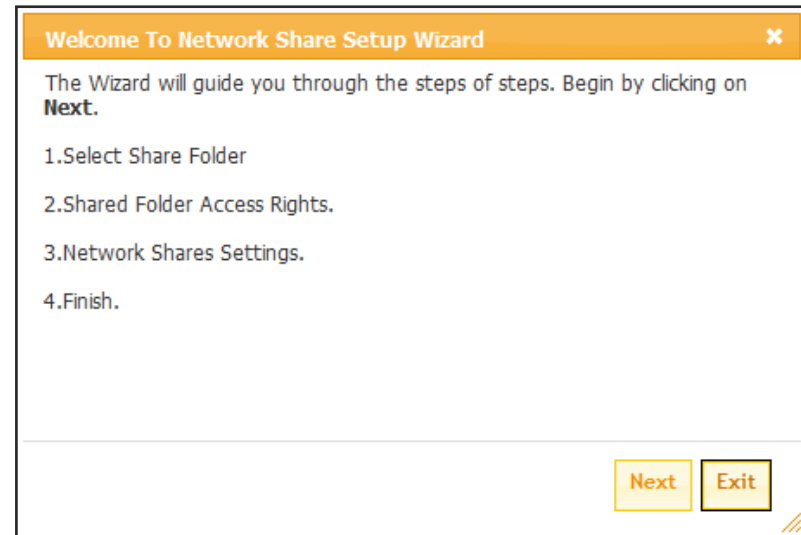 Welcome To Network Share Setup Wizard
The Wizard will guide you through the steps of steps. Begin by clicking on
Next.
1.Select Share Folder
2.Shared Folder Access Rights.
3.Network Shares Settings.
4.Finish.
Next Exit